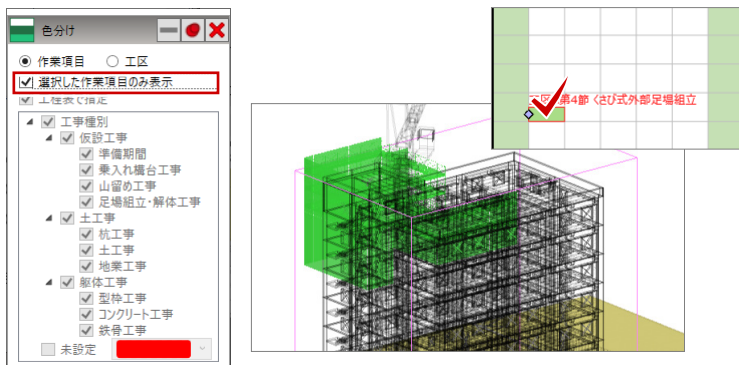 色分け
作業項目
工区
選択した作業項目のみ表示
工程表で指定
工事種別
仮設工事
準備期間
乗入れ構台工事
山留め工事
足場組立・解体工事
土工事
杭工事
土工事
地業工事
躯体工事
型枠工事
コンクリート工事
鉄骨工事
未設定
第4節 くさび式外部足場組立